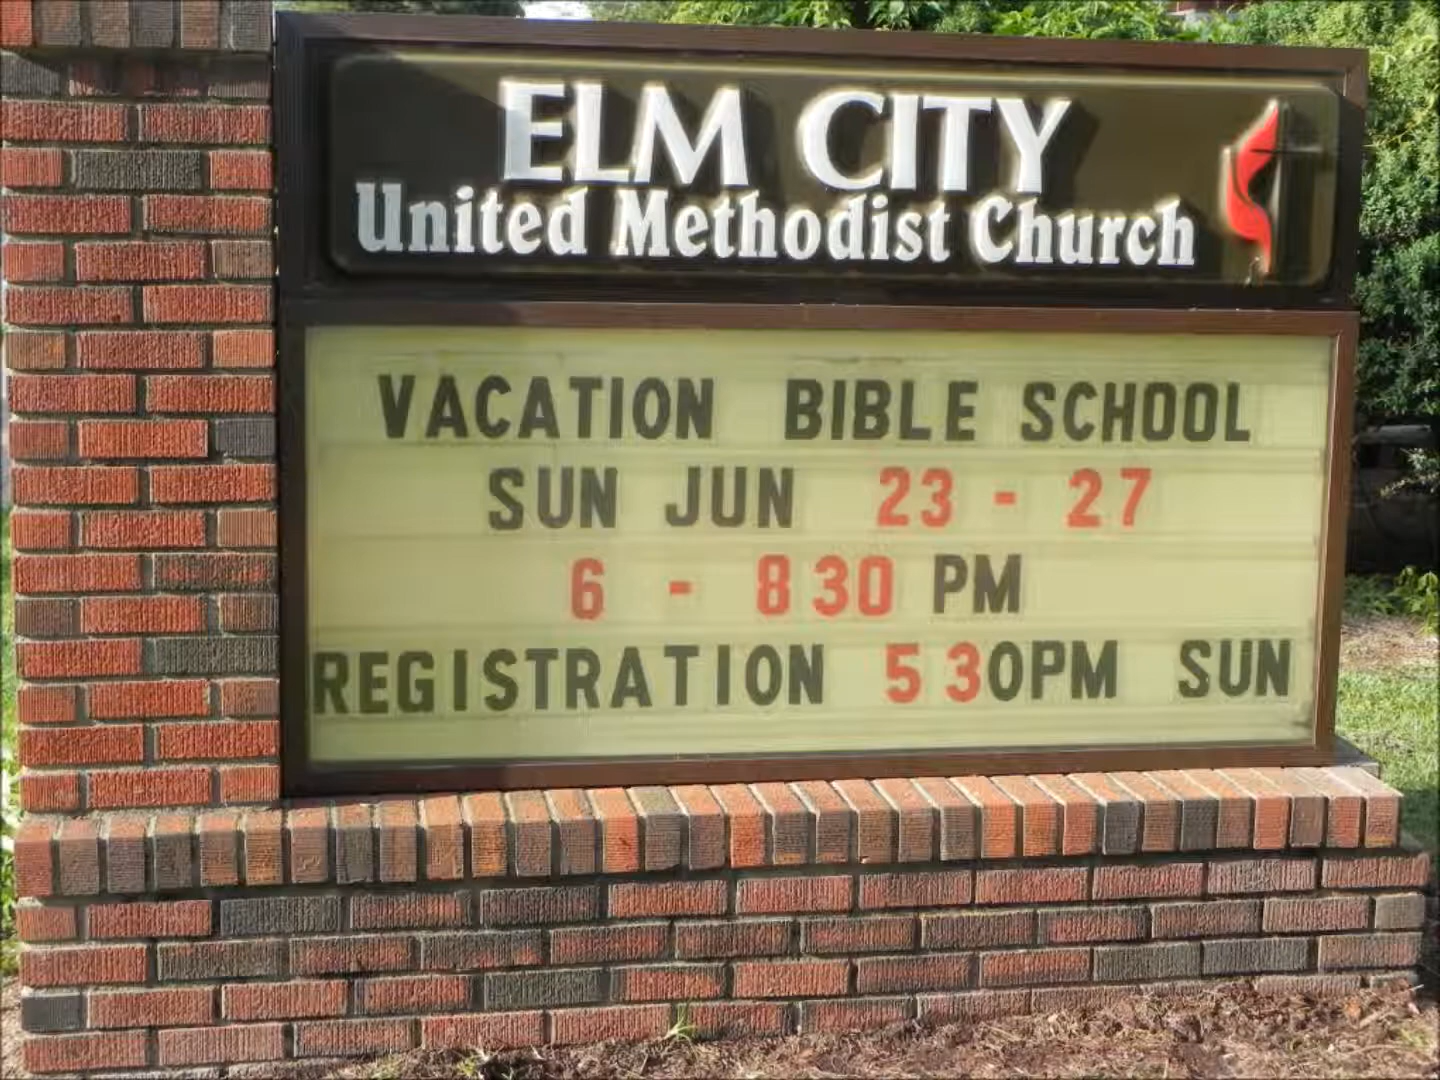 ELM CITY
United Methodist Church
VACATION BIBLE SCHOOL
SUN JUN 23 - 27
6 - 830 PM
REGISTRATION 530PM SUN